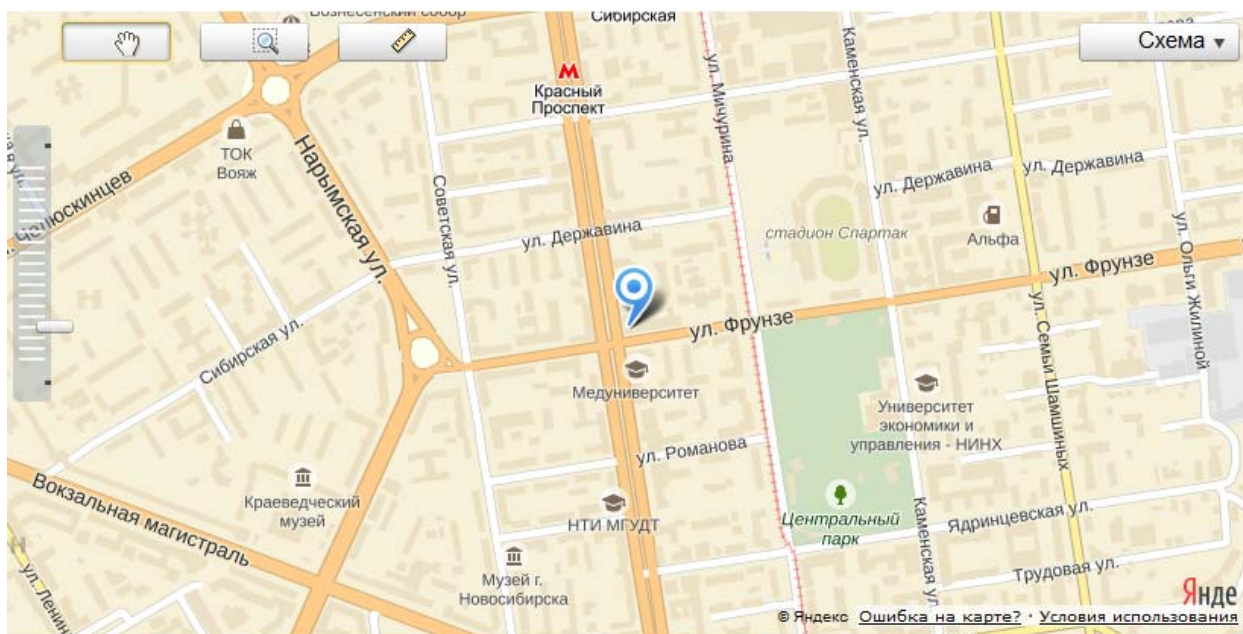 Вознесенский собор
Сибирская
Схема
М
Красный
Проспект
ул. Мичурина
Каменская ул.
ТОК
Вояж
Нарымская ул.
Челюскинцев
Советская ул.
ул. Державина
ул. Державина
ул. Державина
стадион Спартак
Альфа
ул. Ольги Жилиной
ул. Фрунзе
ул. Фрунзе
ул. Семьи Шамшиных
Сибирская ул.
Медуниверситет
Университет
экономики и
управления - НИНХ
ул. Романова
Краеведческий
музей
Вокзальная магистраль
НТИ МГУДТ
Центральный
парк
Каменская ул.
Ядринцевская ул.
Музей г.
Новосибирска
Трудовая ул.
ул. Ленин
Янде
© Яндекс Ошибка на карте? · Условия использования